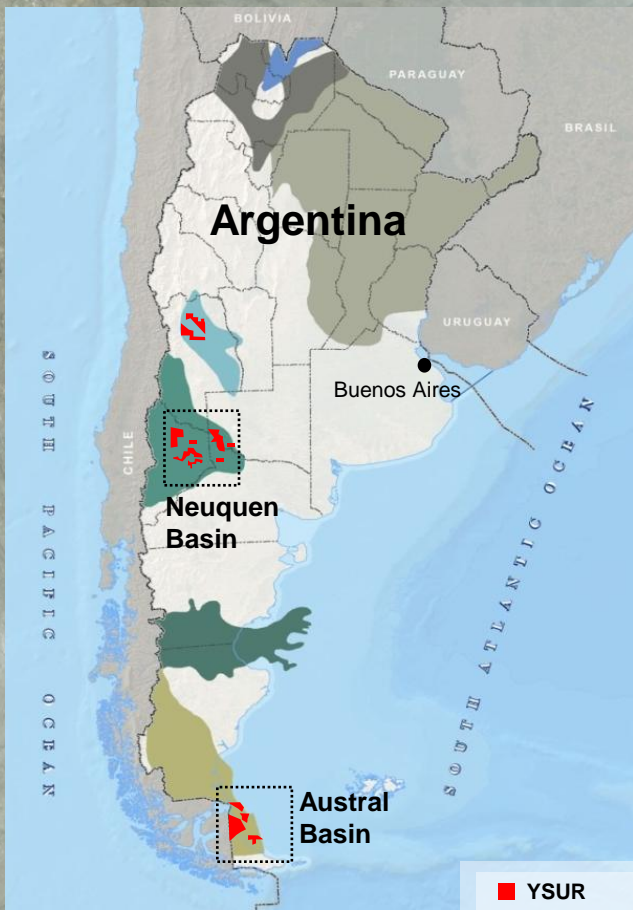 BOLIVIA
PARAGUAY
BRASIL
Argentina
URUGUAY
Buenos Aires
CHILE
Neuquen
Basin
SOUTH PACIFIC OCEAN
SOUTH ATLANTIC OCEAN
Austral
Basin
YSUR